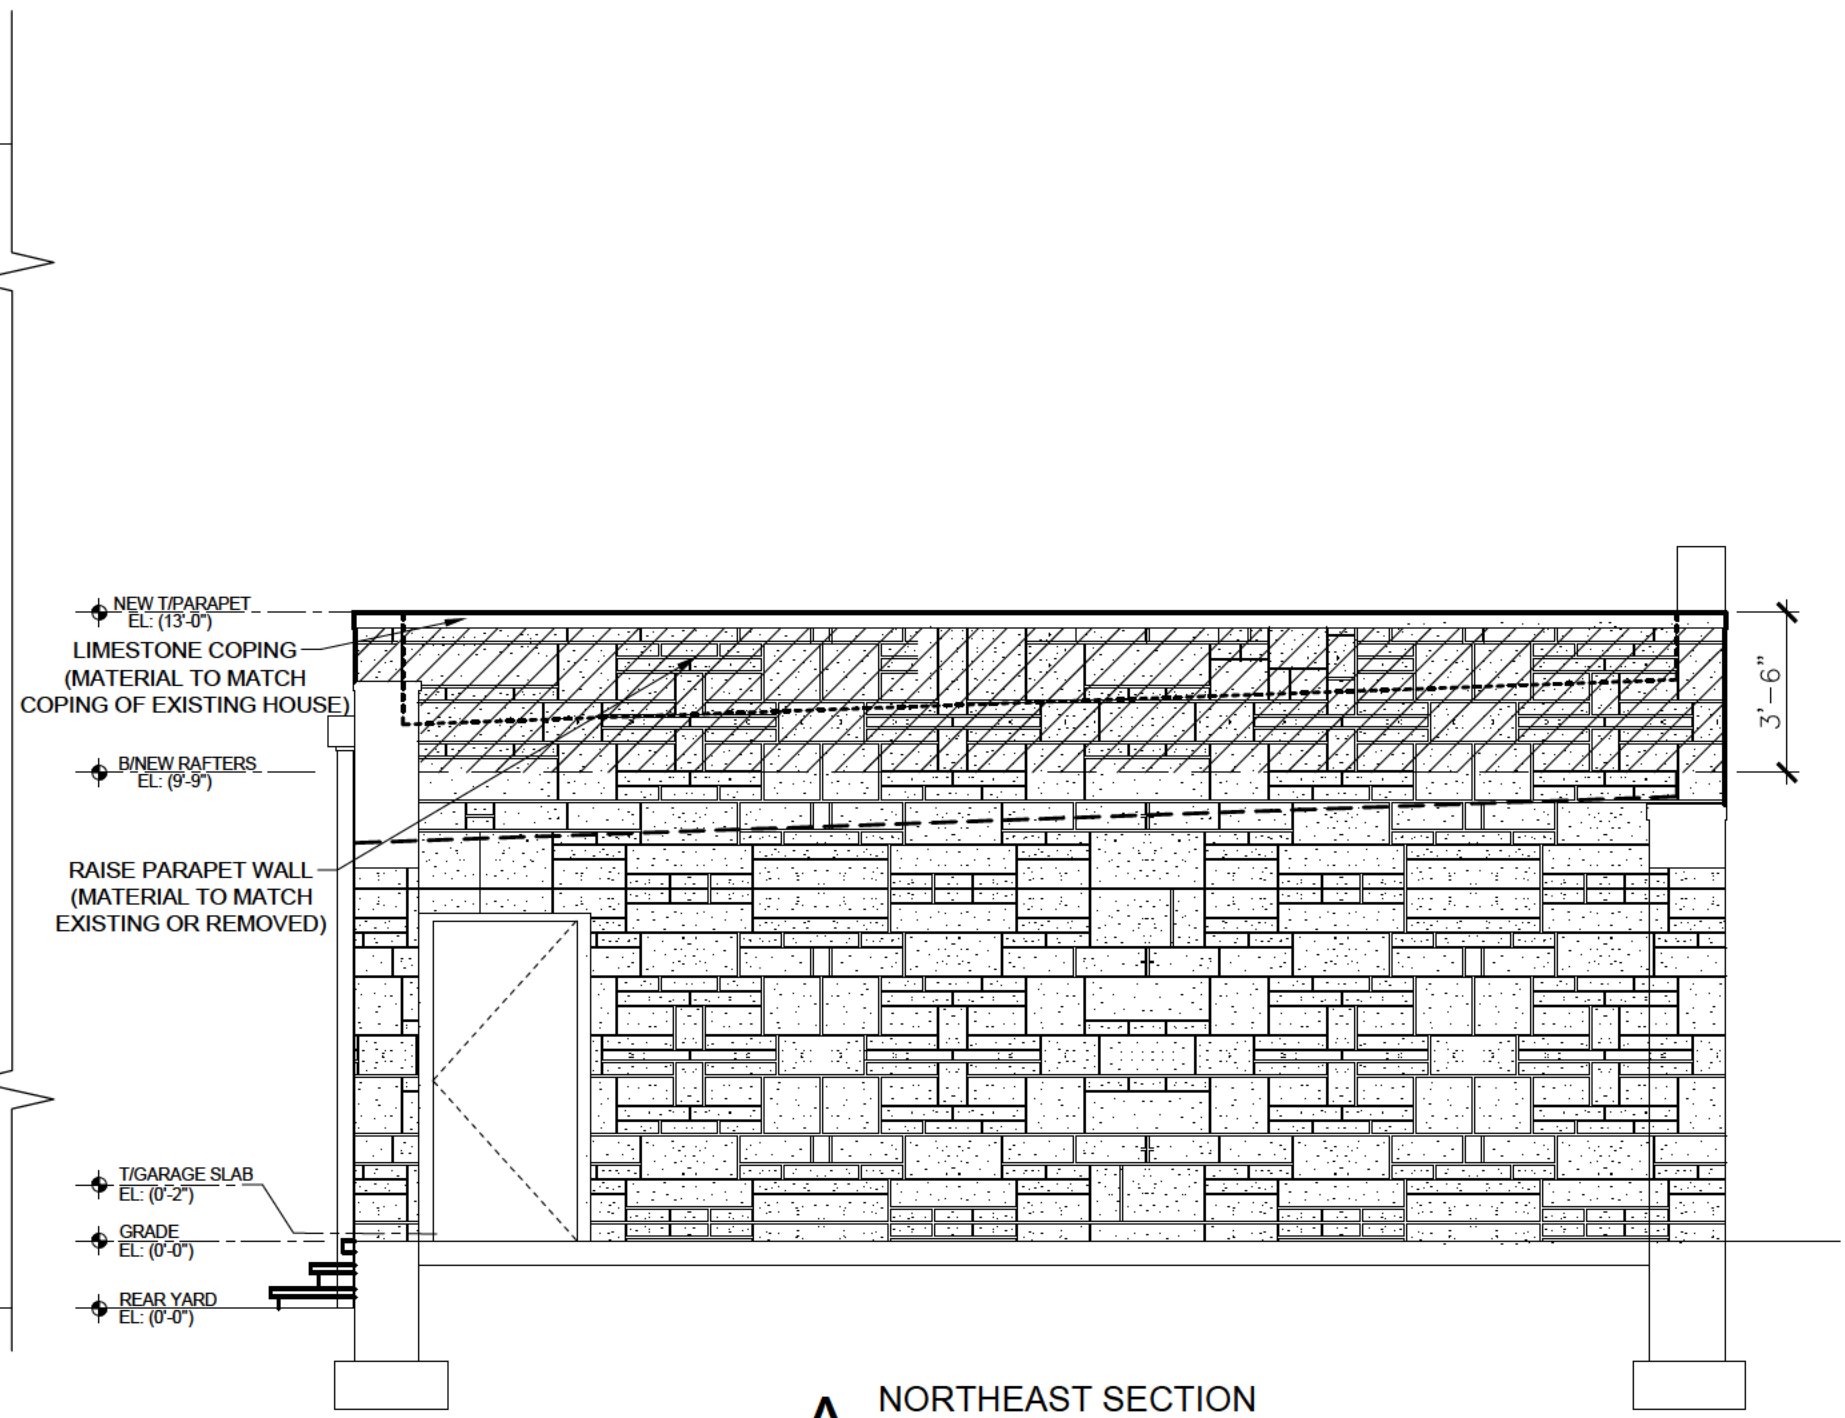 NEW T/PARAPET
EL: (13'-0")
LIMESTONE COPING
(MATERIAL TO MATCH
COPING OF EXISTING HOUSE)
3'-6"
B/NEW RAFTERS
EL: (9'-9")
RAISE PARAPET WALL
(MATERIAL TO MATCH
EXISTING OR REMOVED)
T/GARAGE SLAB
EL: (0'-2")
GRADE
EL: (0'-0")
REAR YARD
EL: (0'-0")
A NORTHEAST SECTION